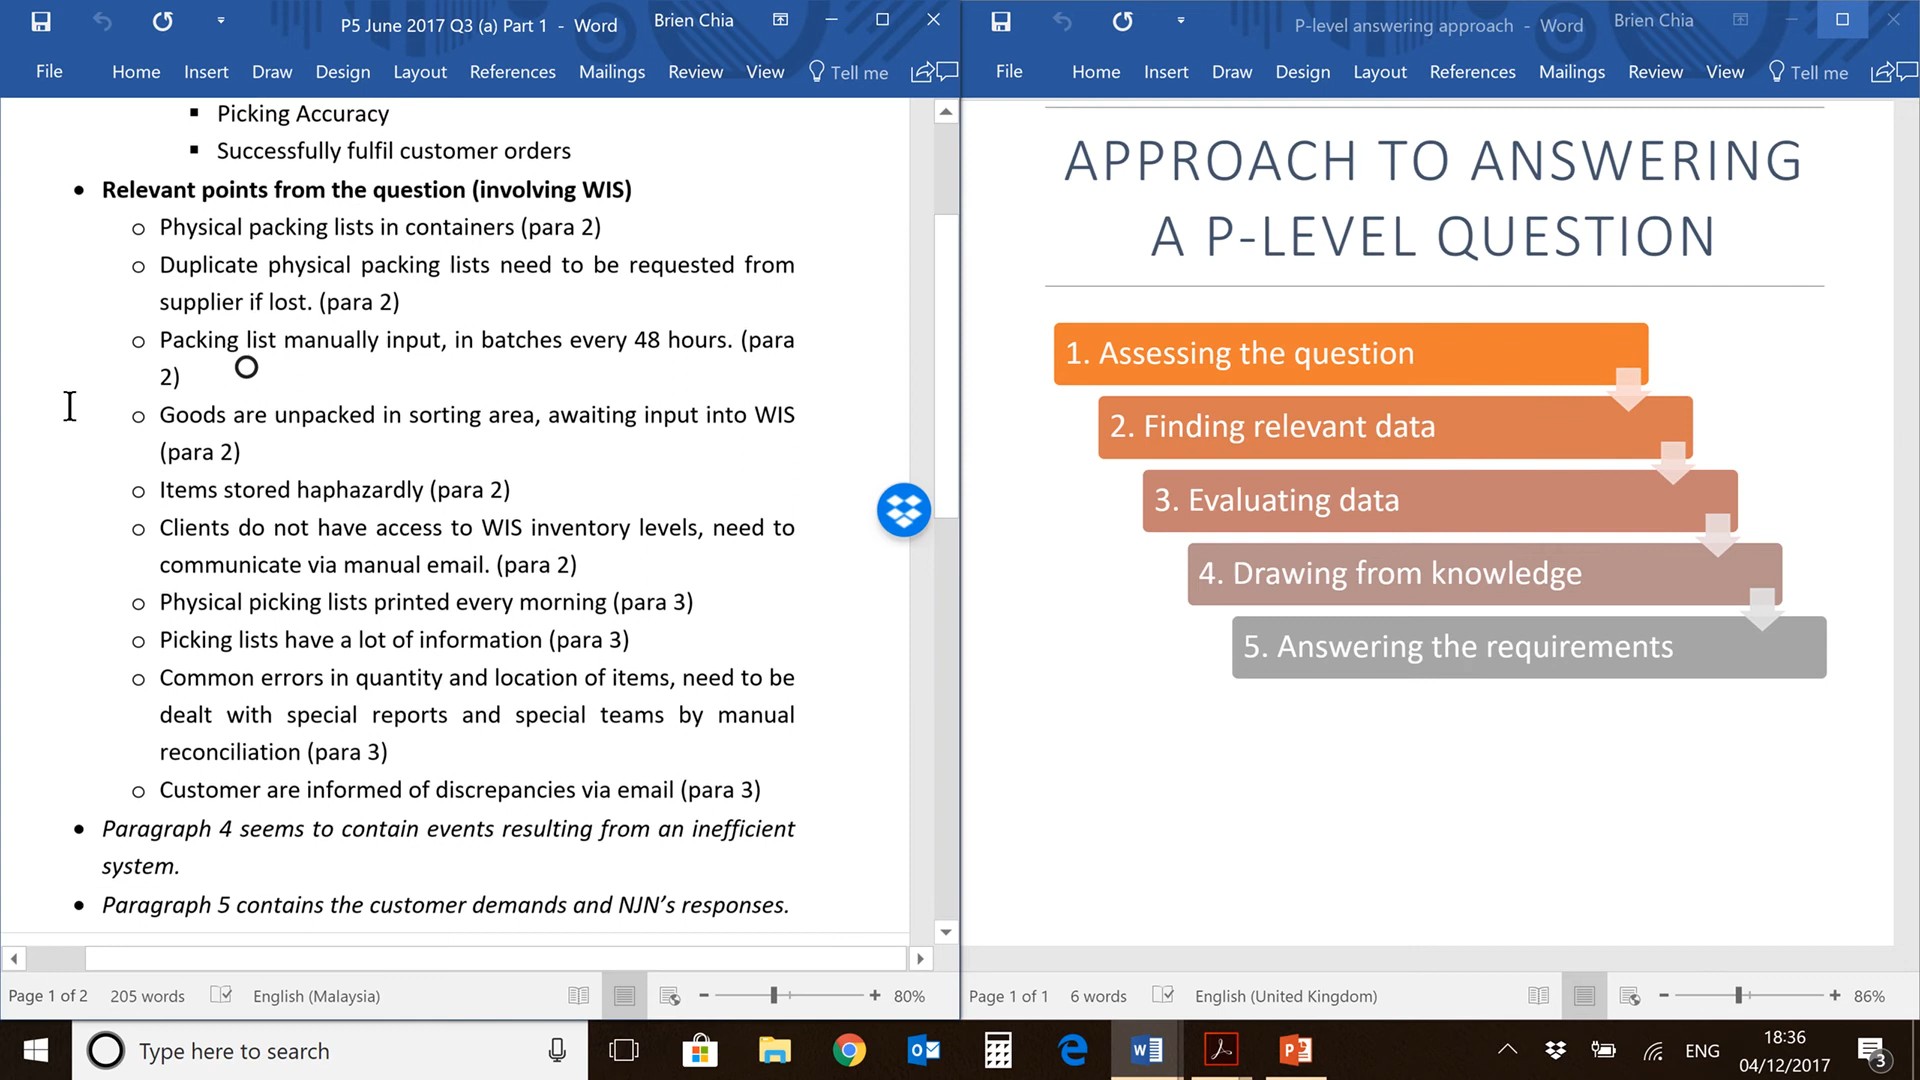 P5 June 2017 Q3 (a) Part 1 - Word
Brien Chia
File Home Insert Draw Design Layout References Mailings Review View Tell me
Picking Accuracy
Successfully fulfil customer orders
Relevant points from the question (involving WIS)
Physical packing lists in containers (para 2)
Duplicate physical packing lists need to be requested from
supplier if lost. (para 2)
Packing list manually input, in batches every 48 hours. (para
2)
Goods are unpacked in sorting area, awaiting input into WIS
(para 2)
Items stored haphazardly (para 2)
Clients do not have access to WIS inventory levels, need to
communicate via manual email. (para 2)
Physical picking lists printed every morning (para 3)
Picking lists have a lot of information (para 3)
Common errors in quantity and location of items, need to be
dealt with special reports and special teams by manual
reconciliation (para 3)
Customer are informed of discrepancies via email (para 3)
Paragraph 4 seems to contain events resulting from an inefficient
system.
Paragraph 5 contains the customer demands and NJN's responses.
Page 1 of 2 205 words English (Malaysia) 80%
P-level answering approach - Word
Brien Chia
File Home Insert Draw Design Layout References Mailings Review View Tell me
APPROACH TO ANSWERING
A P-LEVEL QUESTION
1. Assessing the question
2. Finding relevant data
3. Evaluating data
4. Drawing from knowledge
5. Answering the requirements
Page 1 of 1 6 words English (United Kingdom) 86%
Type here to search
ENG
18:36
04/12/2017
3